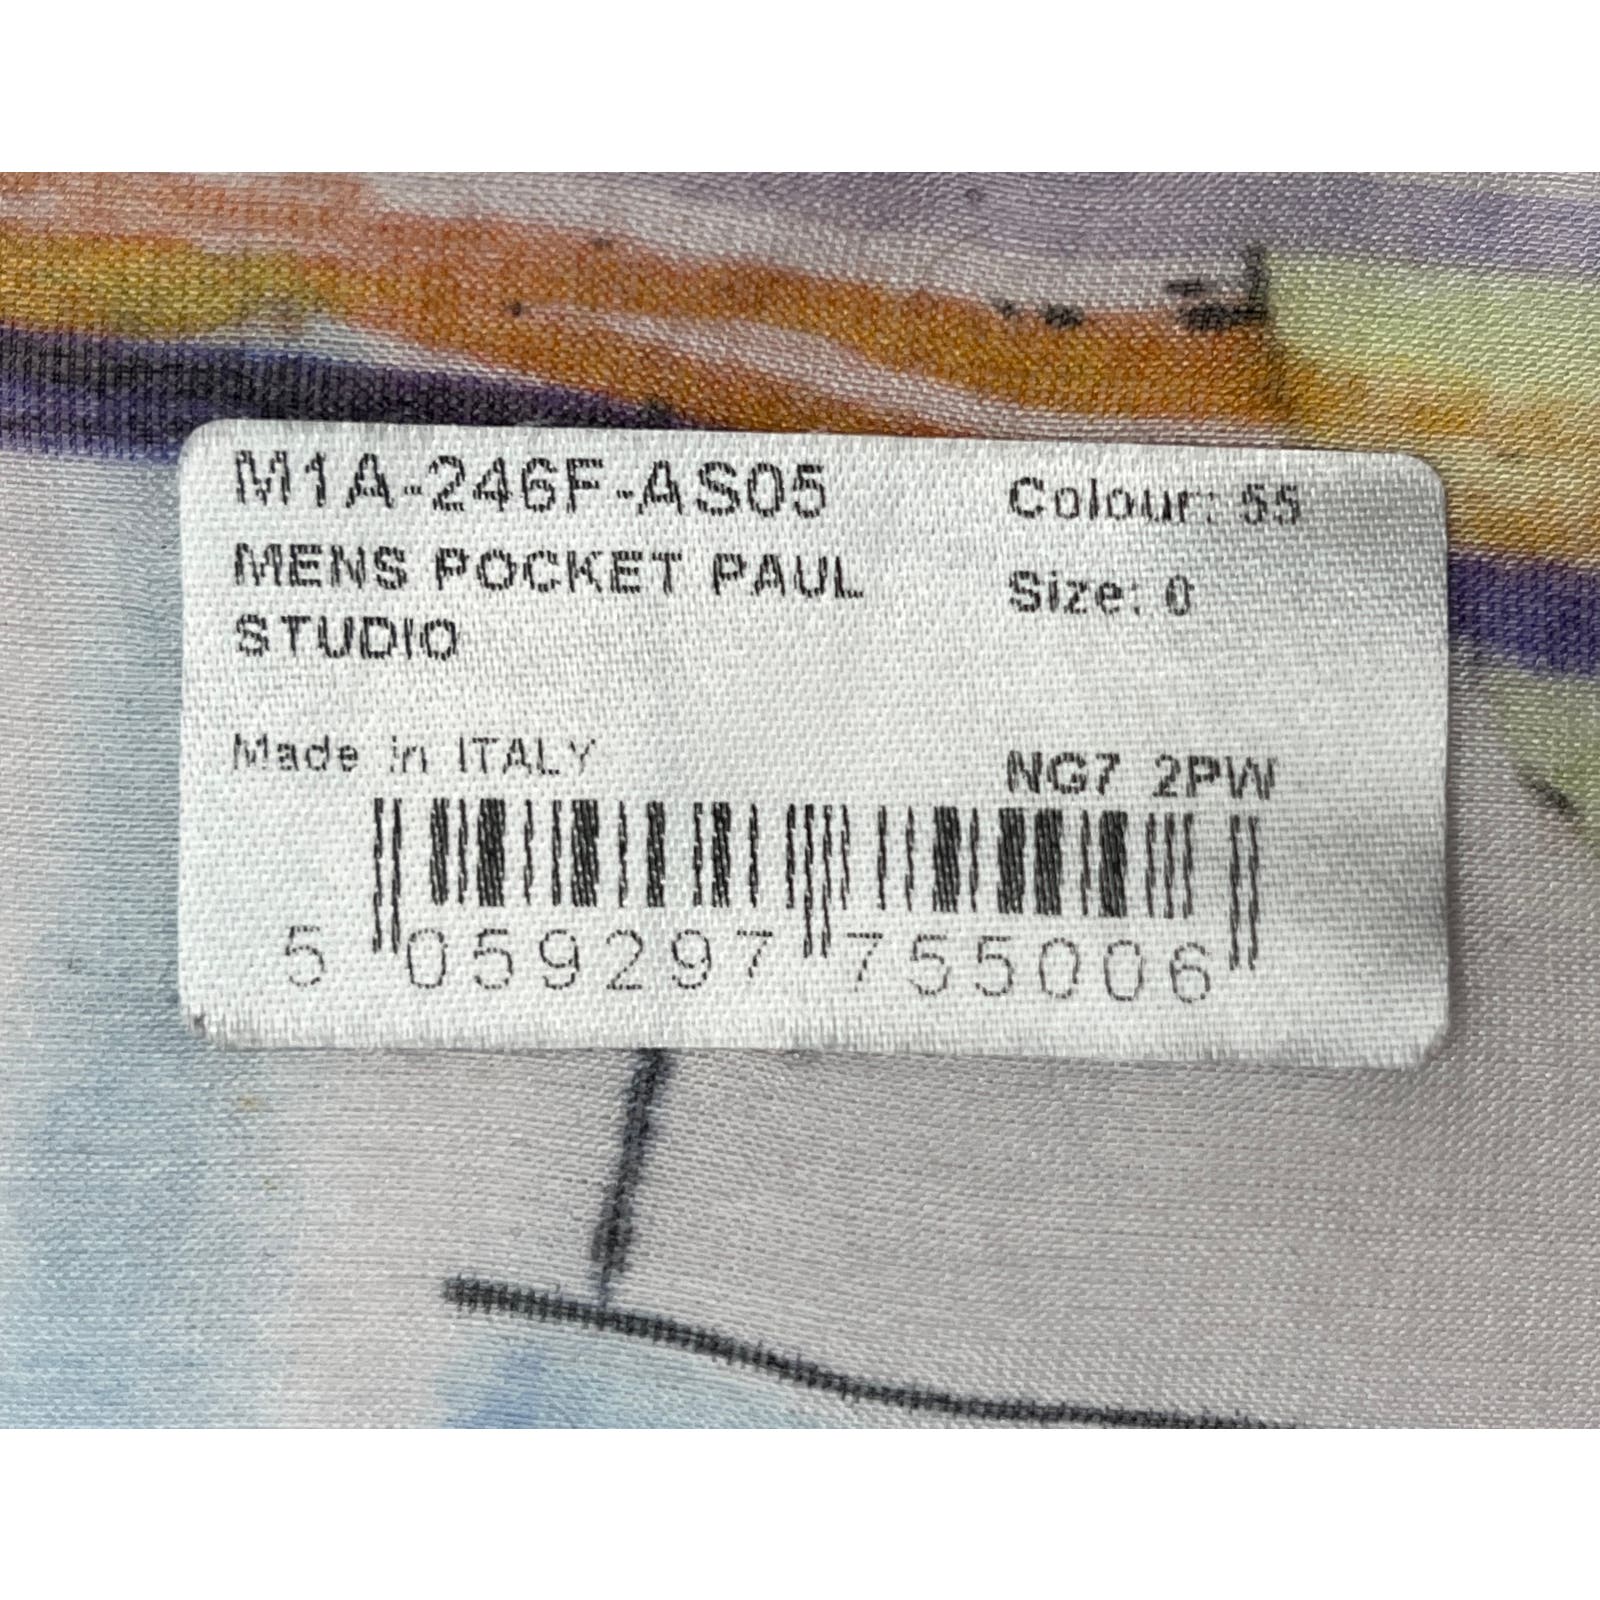 M1A-246F-AS05
Colour: 55
MENS POCKET PAUL
STUDIO
Size: 0
Made in ITALY
NG7 2PW
5 059297 755006